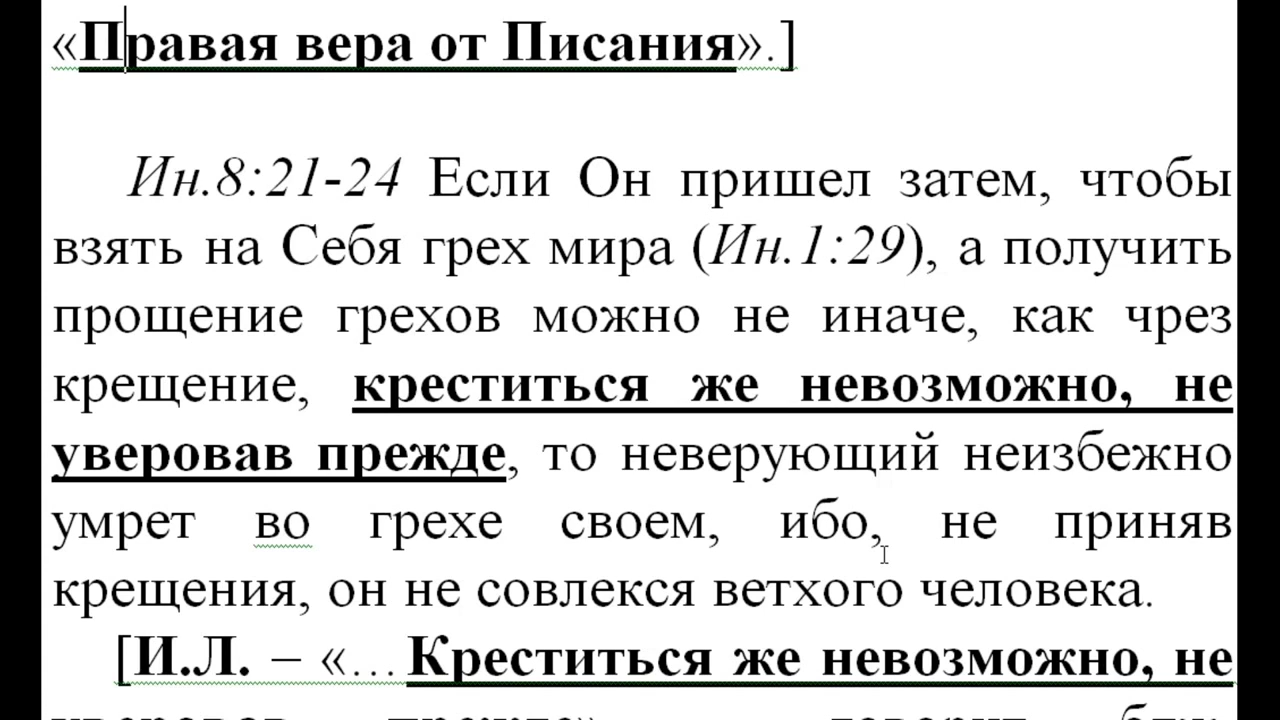 «Правая вера от Писания».]
Ин.8:21-24 Если Он пришел затем, чтобы
взять на Себя грех мира (Ин.1:29), а получить
прощение грехов можно не иначе, как чрез
крещение, креститься же невозможно, не
уверовав прежде, то неверующий неизбежно
умрет во грехе своем, ибо, не приняв
крещения, он не совлекся ветхого человека.
[И.Л. – «…Креститься же невозможно, не